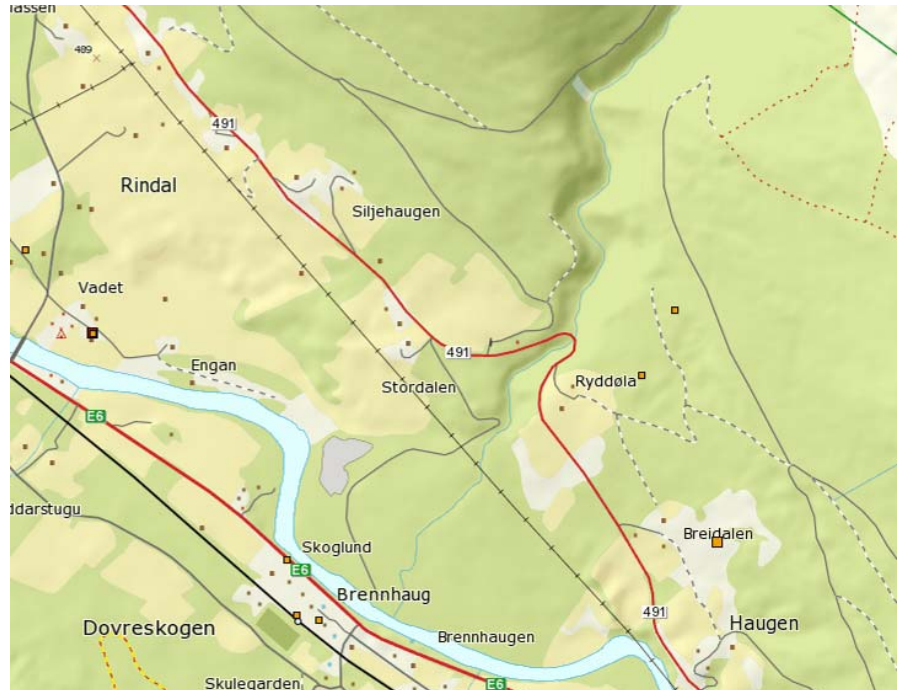 489
491
Rindal
Siljehaugen
Vadet
491
Engan
Stordalen
Ryddøla
E6
Breidalen
Skoglund
E6
Brennhaug
491
Haugen
Dovreskogen
Brennhaugen
Skulegarden
E6